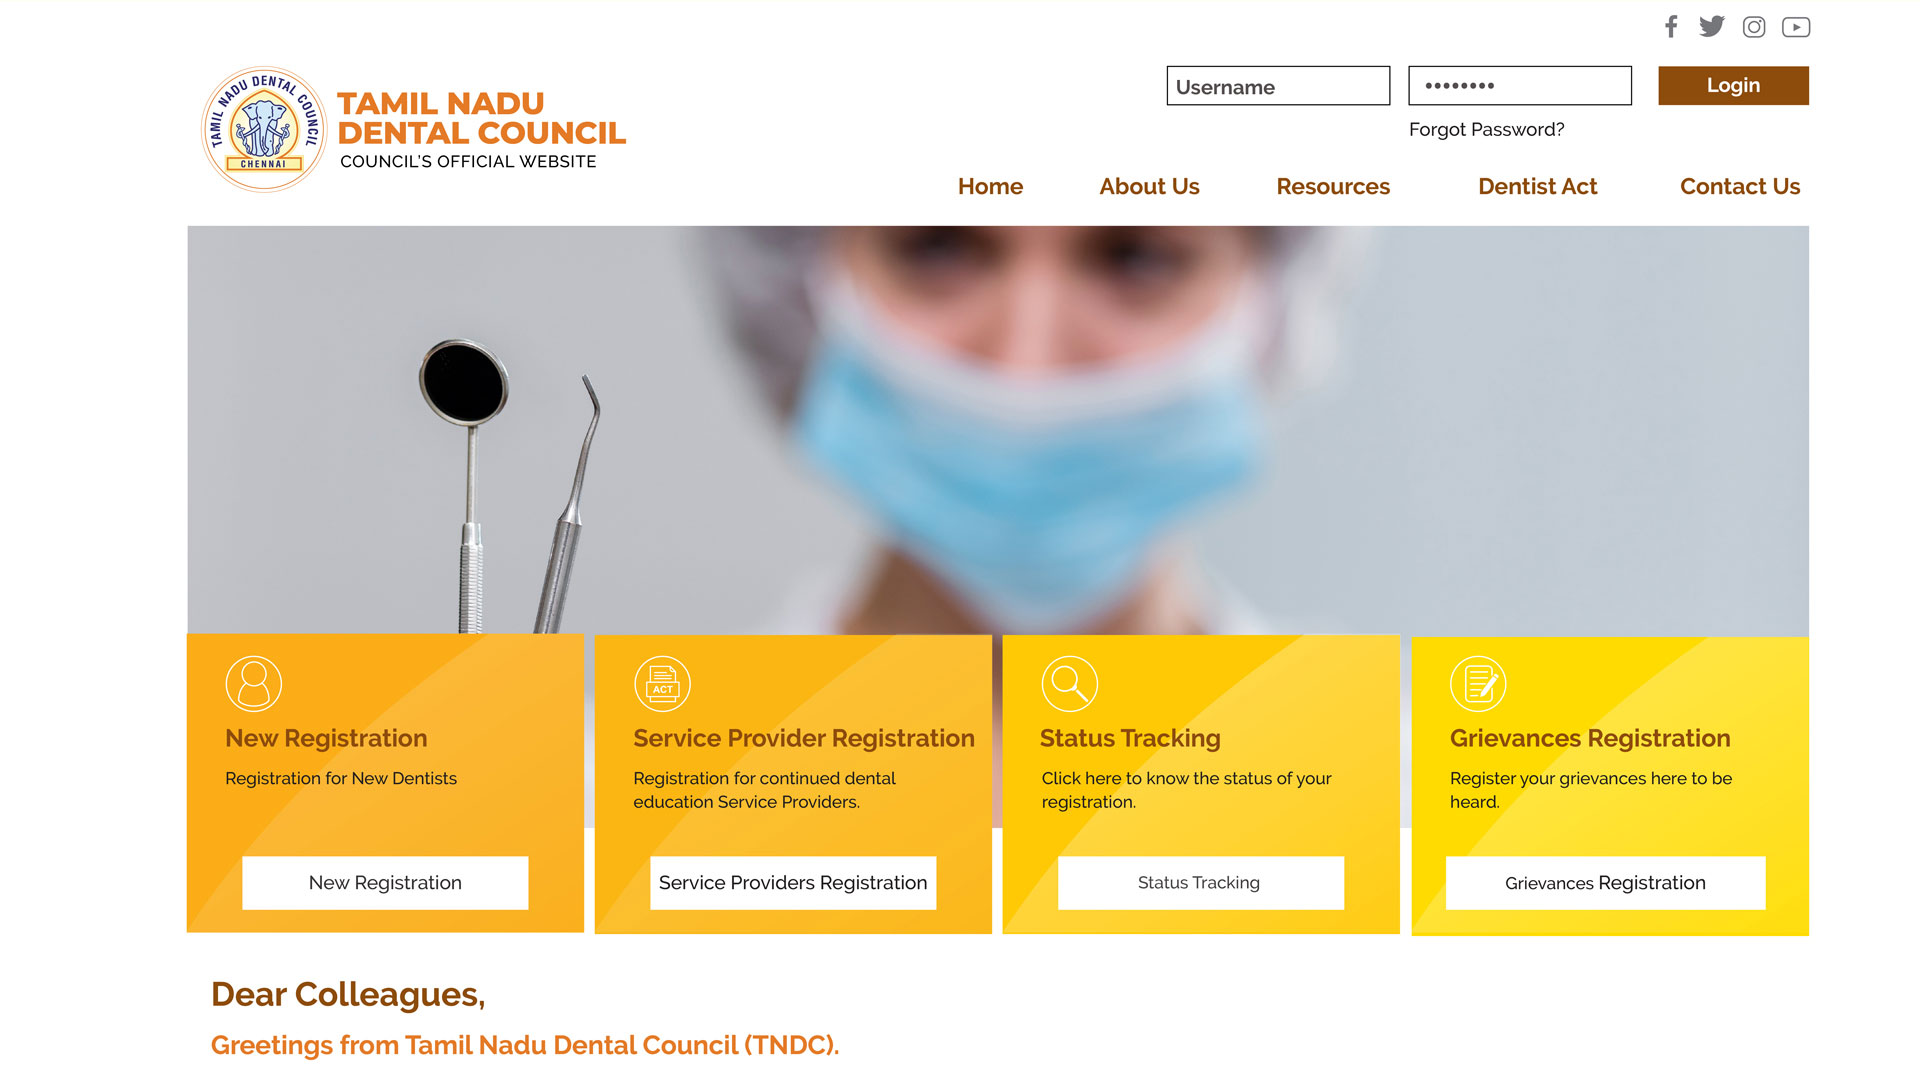 TAMIL NADU DENTAL COUNCIL
CHENNAI
TAMIL NADU
DENTAL COUNCIL
COUNCIL'S OFFICIAL WEBSITE
Username
••••••••
Login
Forgot Password?
Home
About Us
Resources
Dentist Act
Contact Us
New Registration
Registration for New Dentists
New Registration
ACT
Service Provider Registration
Registration for continued dental
education Service Providers.
Service Providers Registration
Status Tracking
Click here to know the status of your
registration.
Status Tracking
Grievances Registration
Register your grievances here to be
heard.
Grievances Registration
Dear Colleagues,
Greetings from Tamil Nadu Dental Council (TNDC).